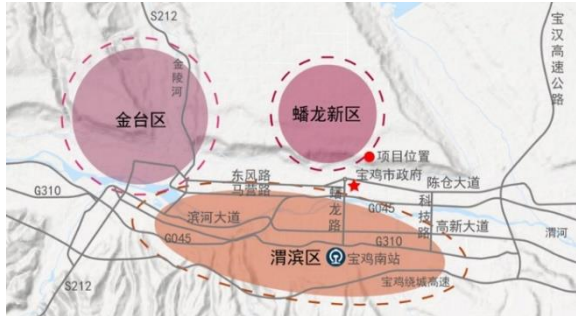 S212
宝汉高速公路
金陵河
金台区
蟠龙新区
项目位置
宝鸡市政府
东风路
马营路
陈仓大道
G310
蟠龙路
G045
科技路
滨河大道
高新大道
渭河
G045
G310
渭滨区
宝鸡南站
S212
宝鸡绕城高速